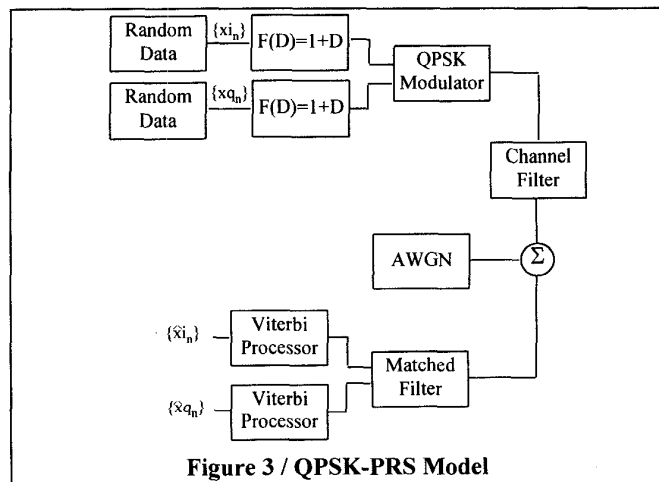 Random
Data
{xi_n}
F(D)=1+D
QPSK
Modulator
Random
Data
{xq_n}
F(D)=1+D
Channel
Filter
AWGN
Σ
{x̂i_n}
Viterbi
Processor
Matched
Filter
{x̂q_n}
Viterbi
Processor
Figure 3 / QPSK-PRS Model